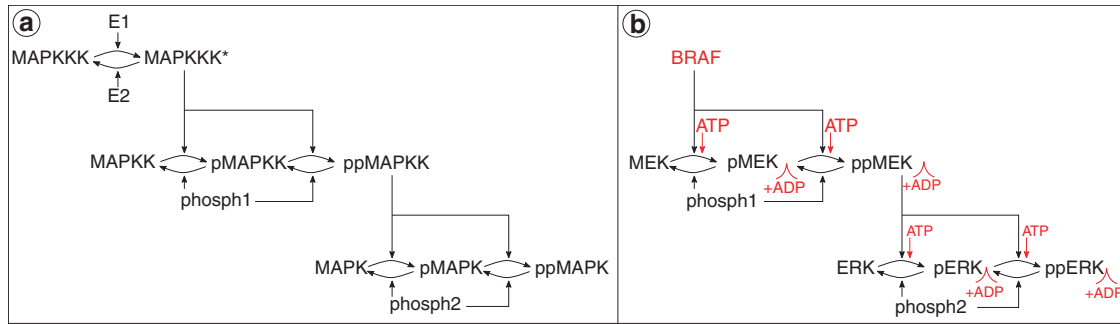 a
E1
MAPKKK MAPKKK*
E2
MAPKK pMAPKK ppMAPKK
phosph1
MAPK pMAPK ppMAPK
phosph2
b
BRAF
ATP ATP
MEK pMEK ppMEK
+ADP +ADP
phosph1
ATP ATP
ERK pERK ppERK
+ADP +ADP
phosph2